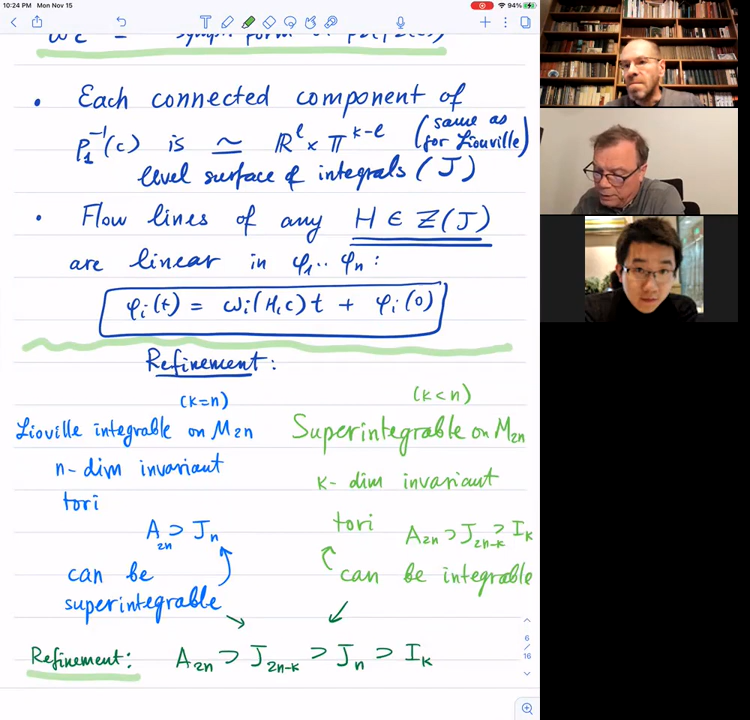 10:24 PM Mon Nov 15
94%
• Each connected component of
P₁⁻¹(c) is ≃ ℝˡ × 𝕋ᵏ⁻ˡ (same as for Liouville)
level surface of integrals (J)
• Flow lines of any H ∈ Z(J)
are linear in φ₁..φₙ:
φᵢ(t) = ωᵢ(H,c)t + φᵢ(0)
Refinement:
(k=n)
Lioville integrable on M₂ₙ
n-dim invariant
tori
A₂ₙ ⊃ Jₙ
can be
superintegrable
(k<n)
Superintegrable on M₂ₙ
k-dim invariant
tori A₂ₙ ⊃ J₂ₙ₋ₖ ⊃ Iₖ
can be integrable
Refinement: A₂ₙ ⊃ J₂ₙ₋ₖ ⊃ Jₙ ⊃ Iₖ
6
/
16